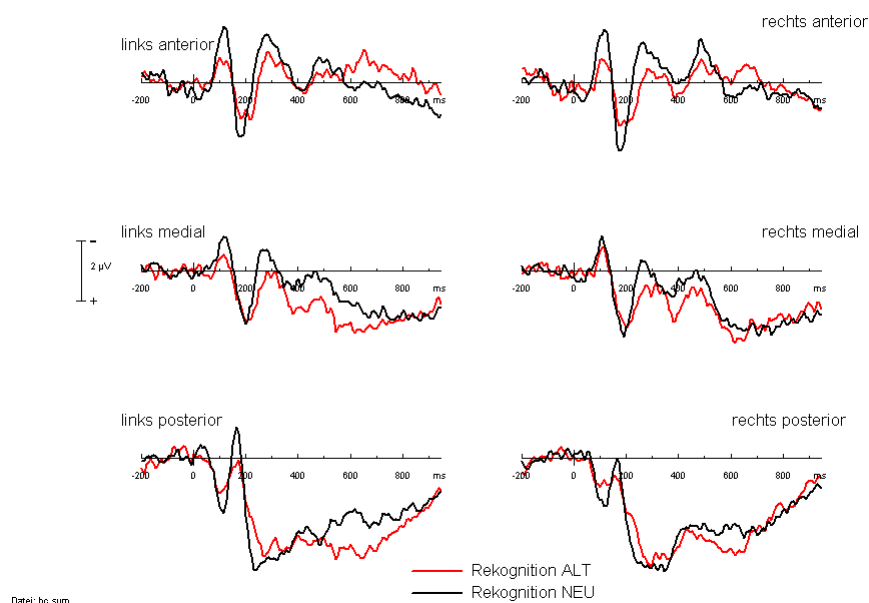 links anterior
rechts anterior
-200 0 200 400 600 800 ms
-200 0 200 400 600 800 ms
links medial
rechts medial
-
2 µV
+
-200 0 200 400 600 800 ms
-200 0 200 400 600 800 ms
links posterior
rechts posterior
-200 0 200 400 600 800 ms
-200 0 200 400 600 800 ms
Rekognition ALT
Rekognition NEU
Datei: bc sum